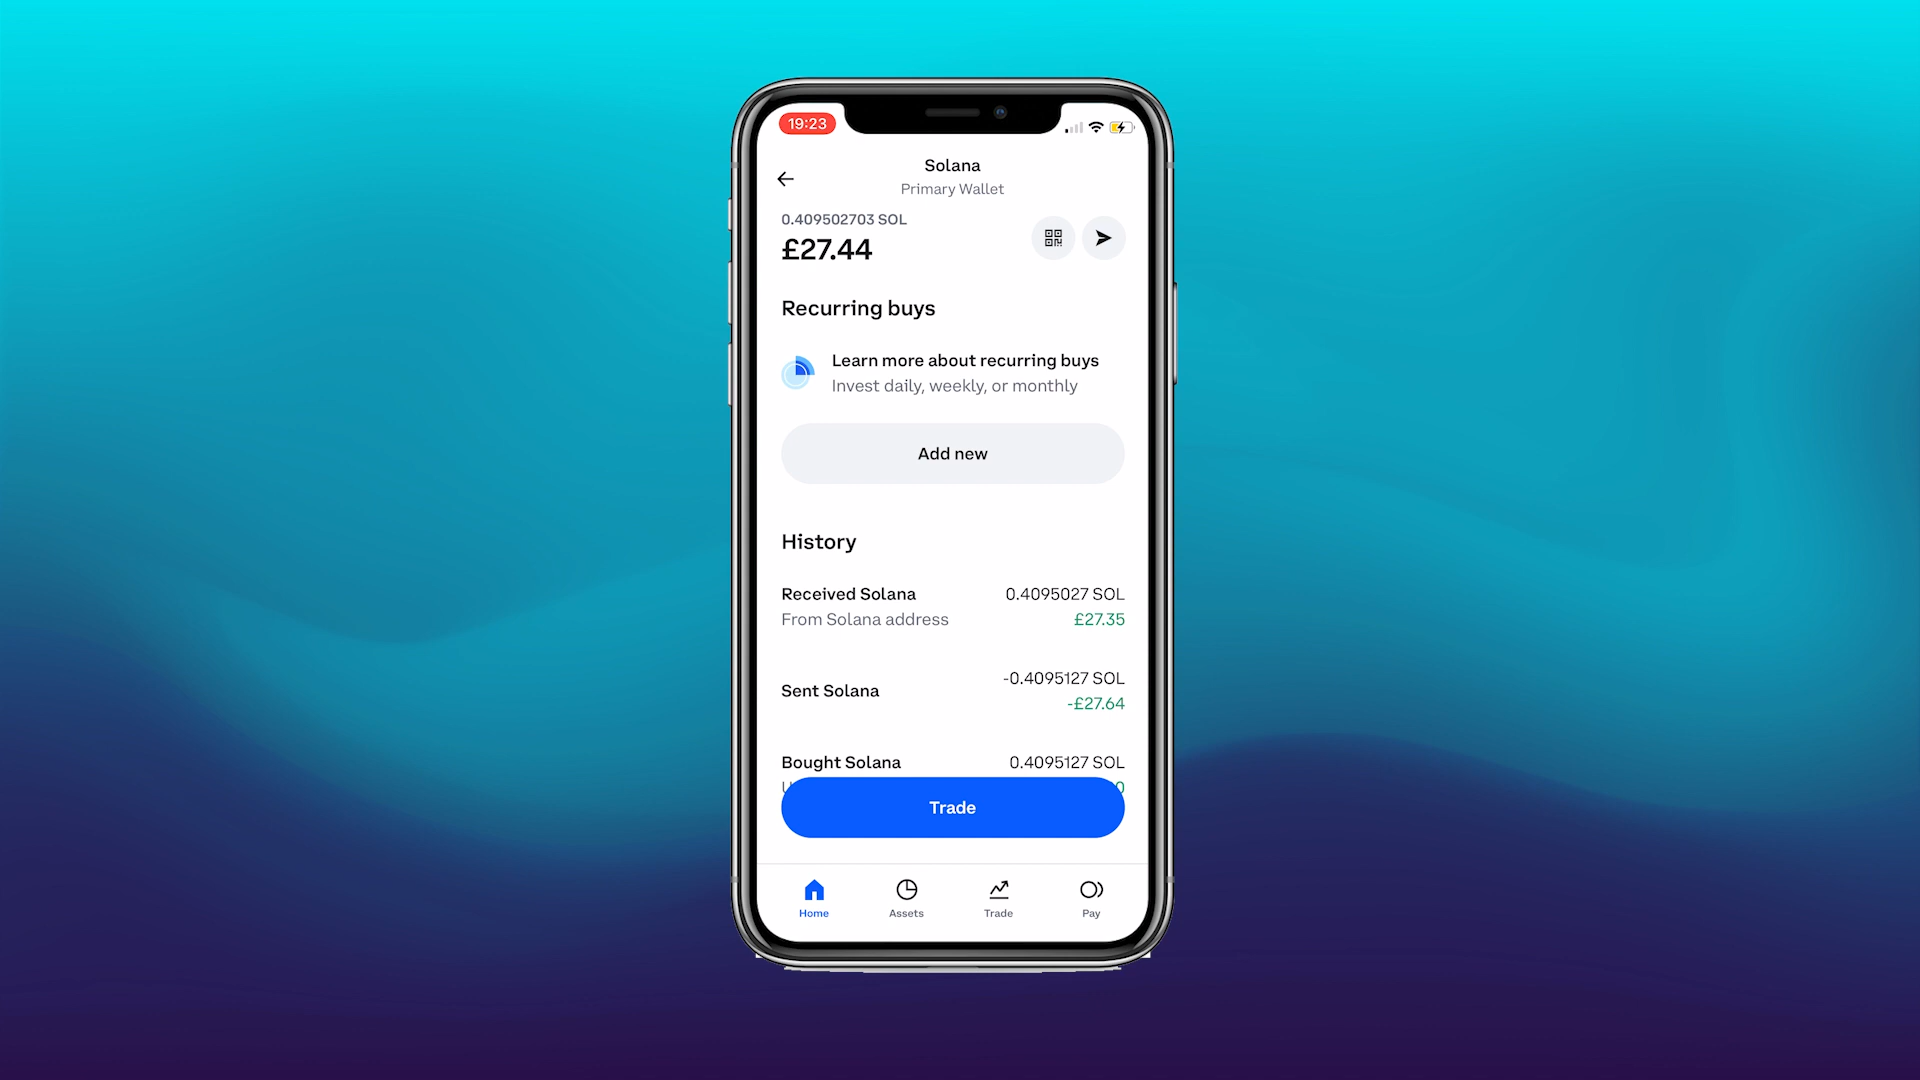 19:23
Solana
Primary Wallet
0.409502703 SOL
£27.44
Recurring buys
Learn more about recurring buys
Invest daily, weekly, or monthly
Add new
History
Received Solana 0.4095027 SOL
From Solana address £27.35
-0.4095127 SOL
Sent Solana
-£27.64
Bought Solana 0.4095127 SOL
Trade
Home Assets Trade Pay